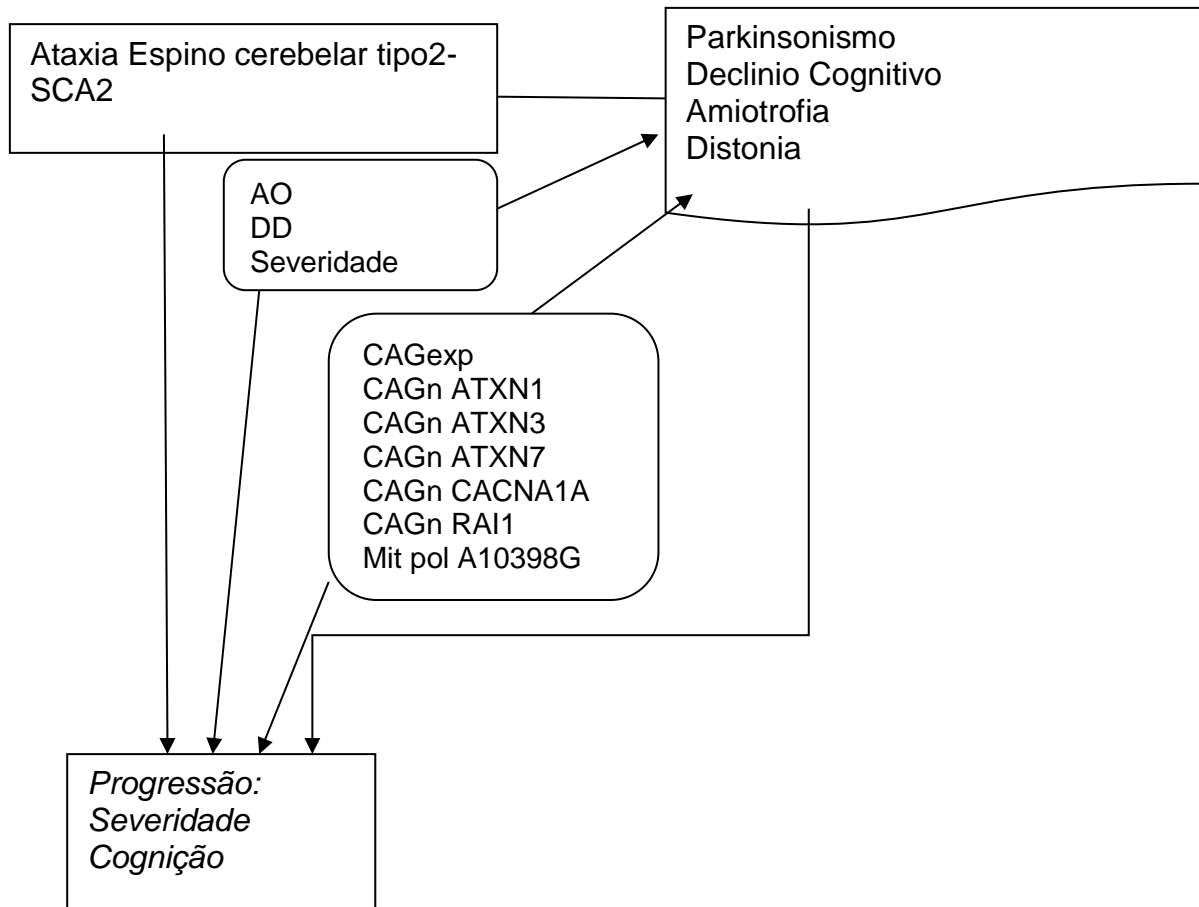 Ataxia Espino cerebelar tipo2-
SCA2
Parkinsonismo
Declinio Cognitivo
Amiotrofia
Distonia
AO
DD
Severidade
CAGexp
CAGn ATXN1
CAGn ATXN3
CAGn ATXN7
CAGn CACNA1A
CAGn RAI1
Mit pol A10398G
Progressão:
Severidade
Cognição